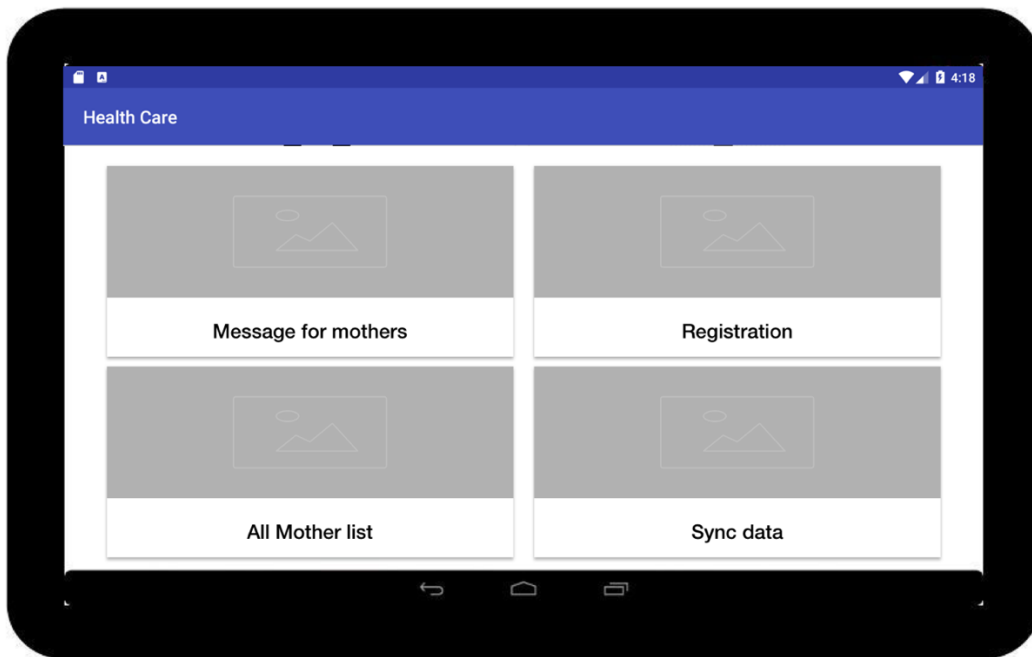 4:18
Health Care
Message for mothers
Registration
All Mother list
Sync data